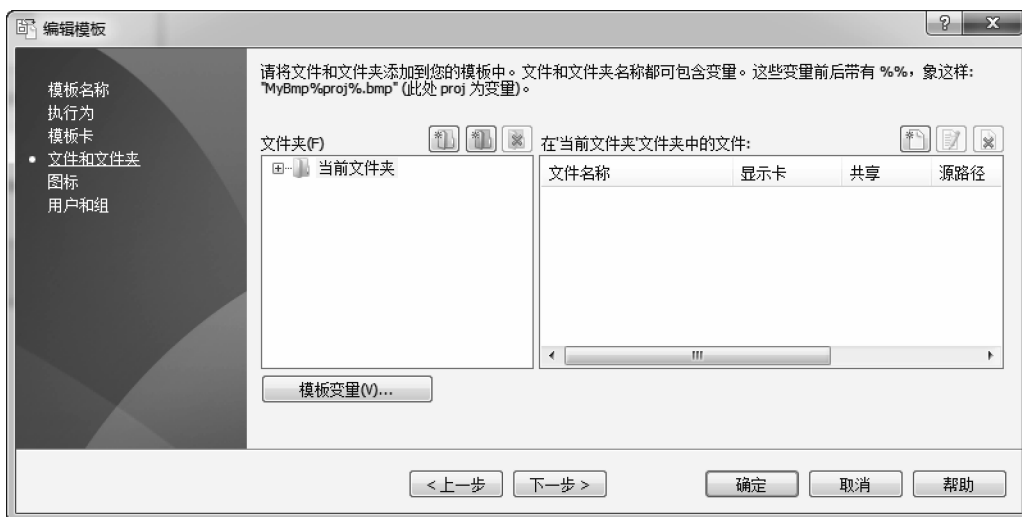 编辑模板
模板名称
执行为
模板卡
文件和文件夹
图标
用户和组
请将文件和文件夹添加到您的模板中。文件和文件夹名称都可包含变量。这些变量前后带有 %%，象这样:
"MyBmp%proj%.bmp" (此处 proj 为变量)。
文件夹(F)
当前文件夹
在'当前文件夹'文件夹中的文件:
文件名称 显示卡 共享 源路径
模板变量(V)...
<上一步 下一步 > 确定 取消 帮助